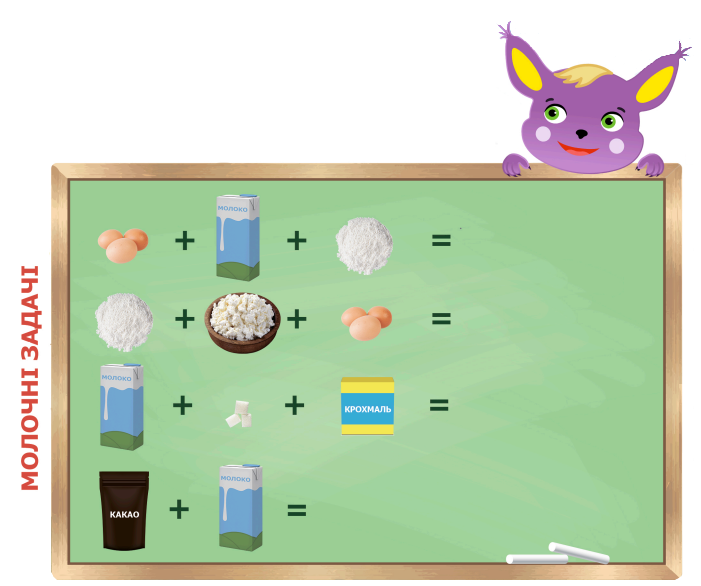 МОЛОЧНІ ЗАДАЧІ
+ МОЛОКО + =
+ + =
МОЛОКО + + КРОХМАЛЬ =
КАКАО + МОЛОКО =